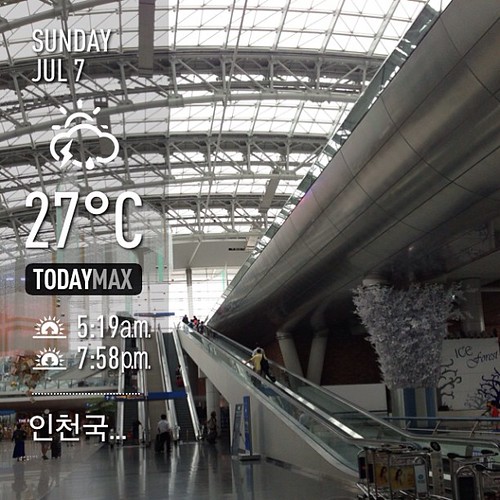 SUNDAY
JUL 7
27°C
TODAYMAX
5:19a.m.
7:58p.m.
인천국...
ICE
Forest